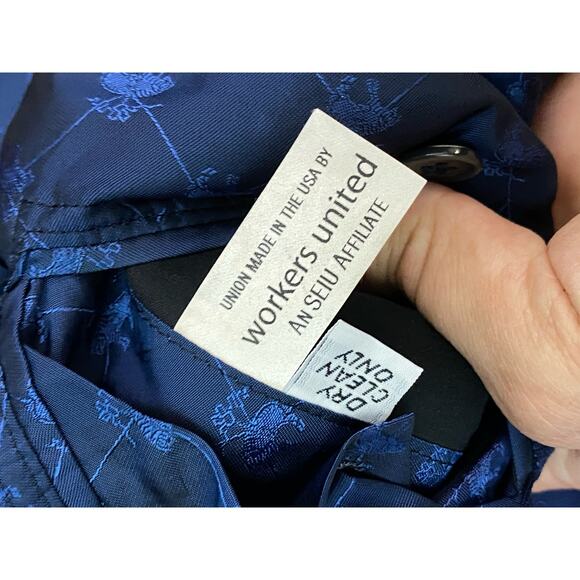 UNION MADE IN THE USA BY
workers united
AN SEIU AFFILIATE
DRY
CLEAN
ONLY